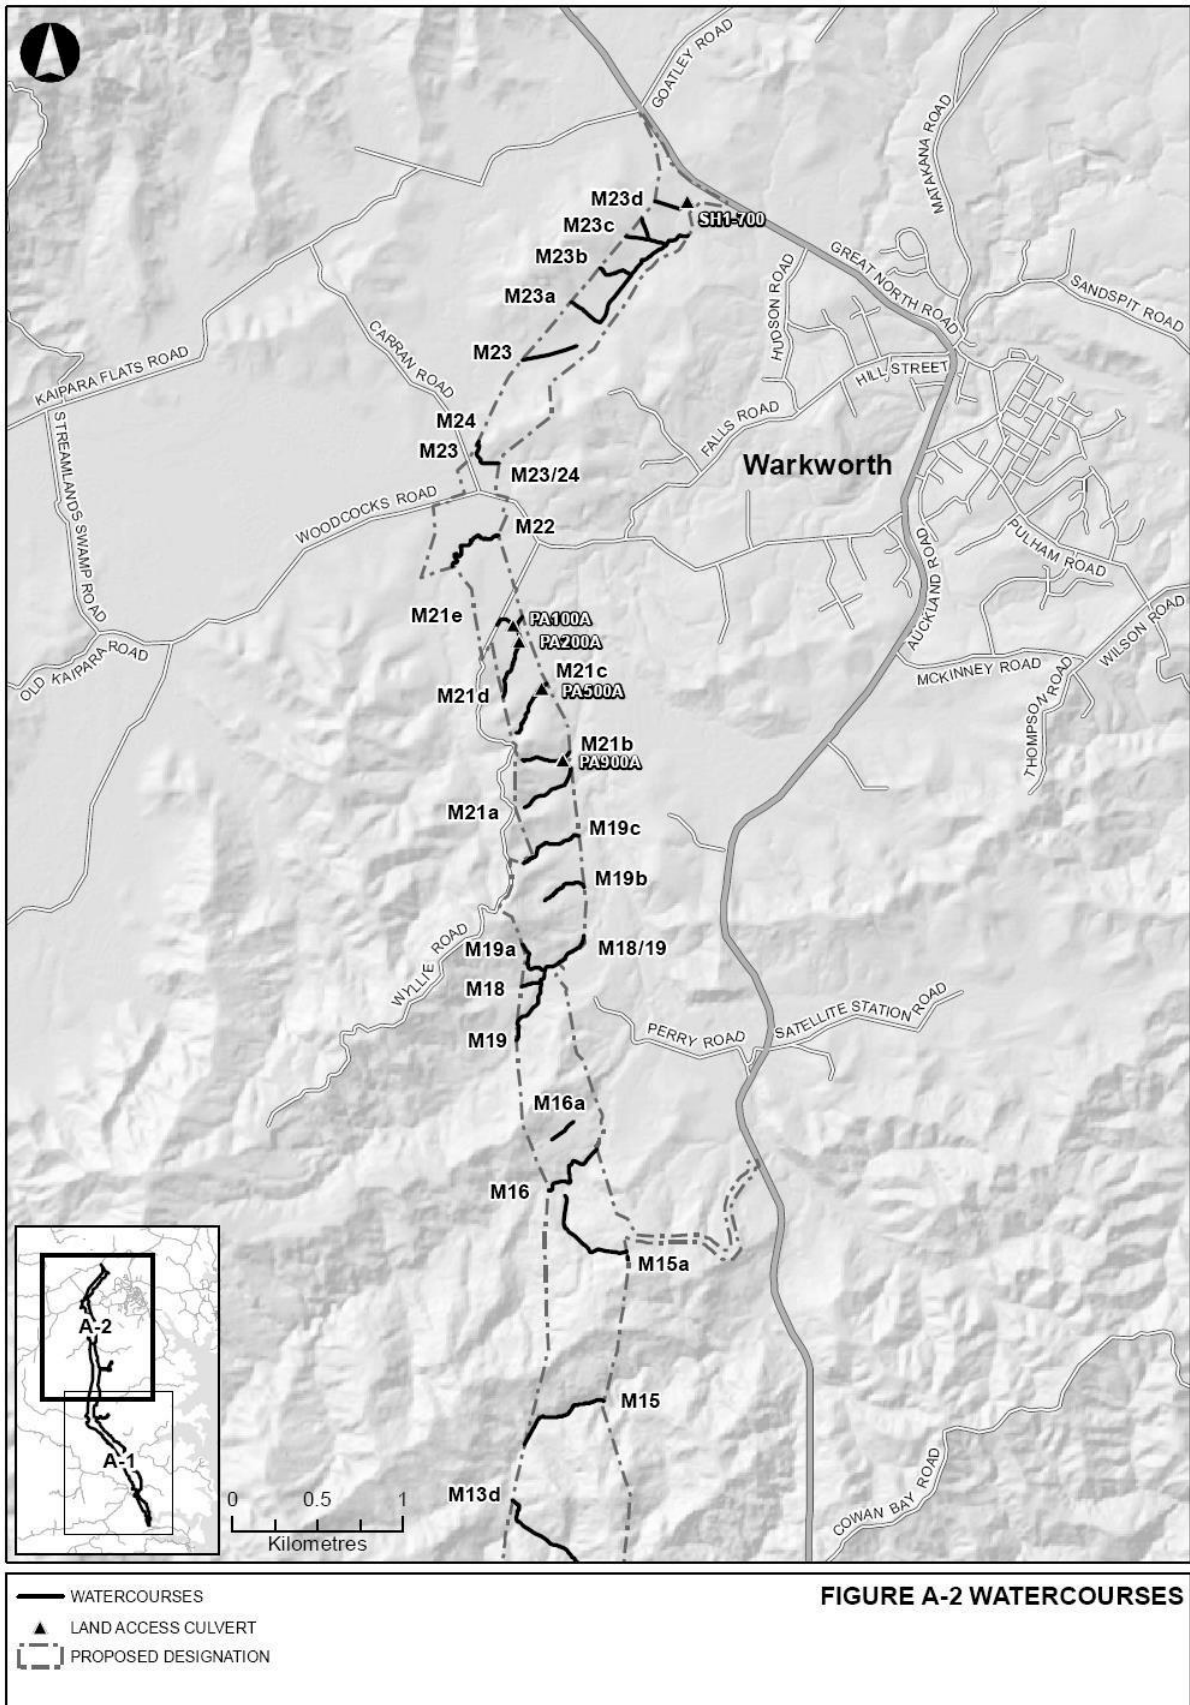 GOATLEY ROAD
MATAKANA ROAD
M23d
SH1-700
M23c
M23b
GREAT NORTH ROAD
SANDSPIT ROAD
HUDSON ROAD
M23a
CARRAN ROAD
M23
HILL STREET
KAIPARA FLATS ROAD
FALLS ROAD
M24
M23
M23/24
Warkworth
STREAMLANDS SWAMP ROAD
WOODCOCKS ROAD
M22
PULHAM ROAD
AUCKLAND ROAD
M21e
PA100A
PA200A
WILSON ROAD
OLD KAIPARA ROAD
M21c
MCKINNEY ROAD
M21d
PA500A
THOMPSON ROAD
M21b
PA900A
M21a
M19c
M19b
WYLLIE ROAD
M19a
M18/19
M18
SATELLITE STATION ROAD
M19
PERRY ROAD
M16a
M16
M15a
A-2
M15
A-1
M13d
COWAN BAY ROAD
0 0.5 1
Kilometres
WATERCOURSES
FIGURE A-2 WATERCOURSES
LAND ACCESS CULVERT
PROPOSED DESIGNATION